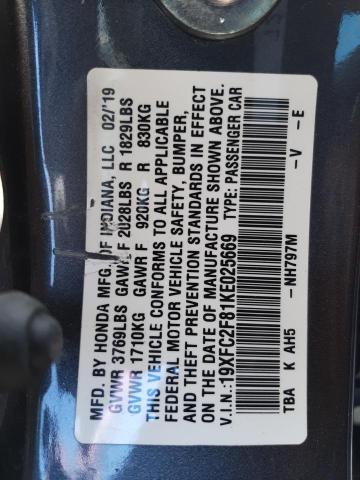 MFD. BY HONDA MFG. OF INDIANA, LLC 02/'19
GVWR 3769LBS GAWR F 2028LBS R 1829LBS
GVWR 1710KG GAWR F 920KG R 830KG
THIS VEHICLE CONFORMS TO ALL APPLICABLE
FEDERAL MOTOR VEHICLE SAFETY, BUMPER,
AND THEFT PREVENTION STANDARDS IN EFFECT
ON THE DATE OF MANUFACTURE SHOWN ABOVE.
V.I.N.:19XFC2F81KE025669 TYPE: PASSENGER CAR
TBA K AH5 -NH797M -V -E